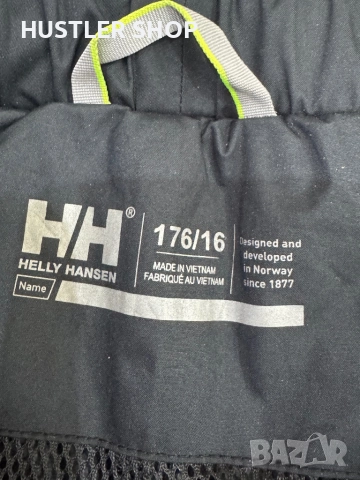 HUSTLER SHOP
HH®
HELLY HANSEN
Name
176/16
MADE IN VIETNAM
FABRIQUÉ AU VIETNAM
Designed and
developed
in Norway
since 1877
BAZAR